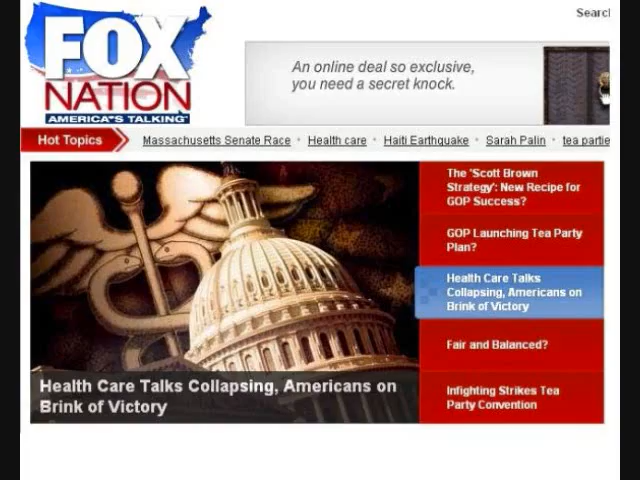 Search
FOX
NATION
AMERICA'S TALKING
An online deal so exclusive,
you need a secret knock.
Hot Topics
Massachusetts Senate Race • Health care • Haiti Earthquake • Sarah Palin • tea partie
The 'Scott Brown
Strategy': New Recipe for
GOP Success?
GOP Launching Tea Party
Plan?
Health Care Talks
Collapsing, Americans on
Brink of Victory
Fair and Balanced?
Infighting Strikes Tea
Party Convention
Health Care Talks Collapsing, Americans on
Brink of Victory